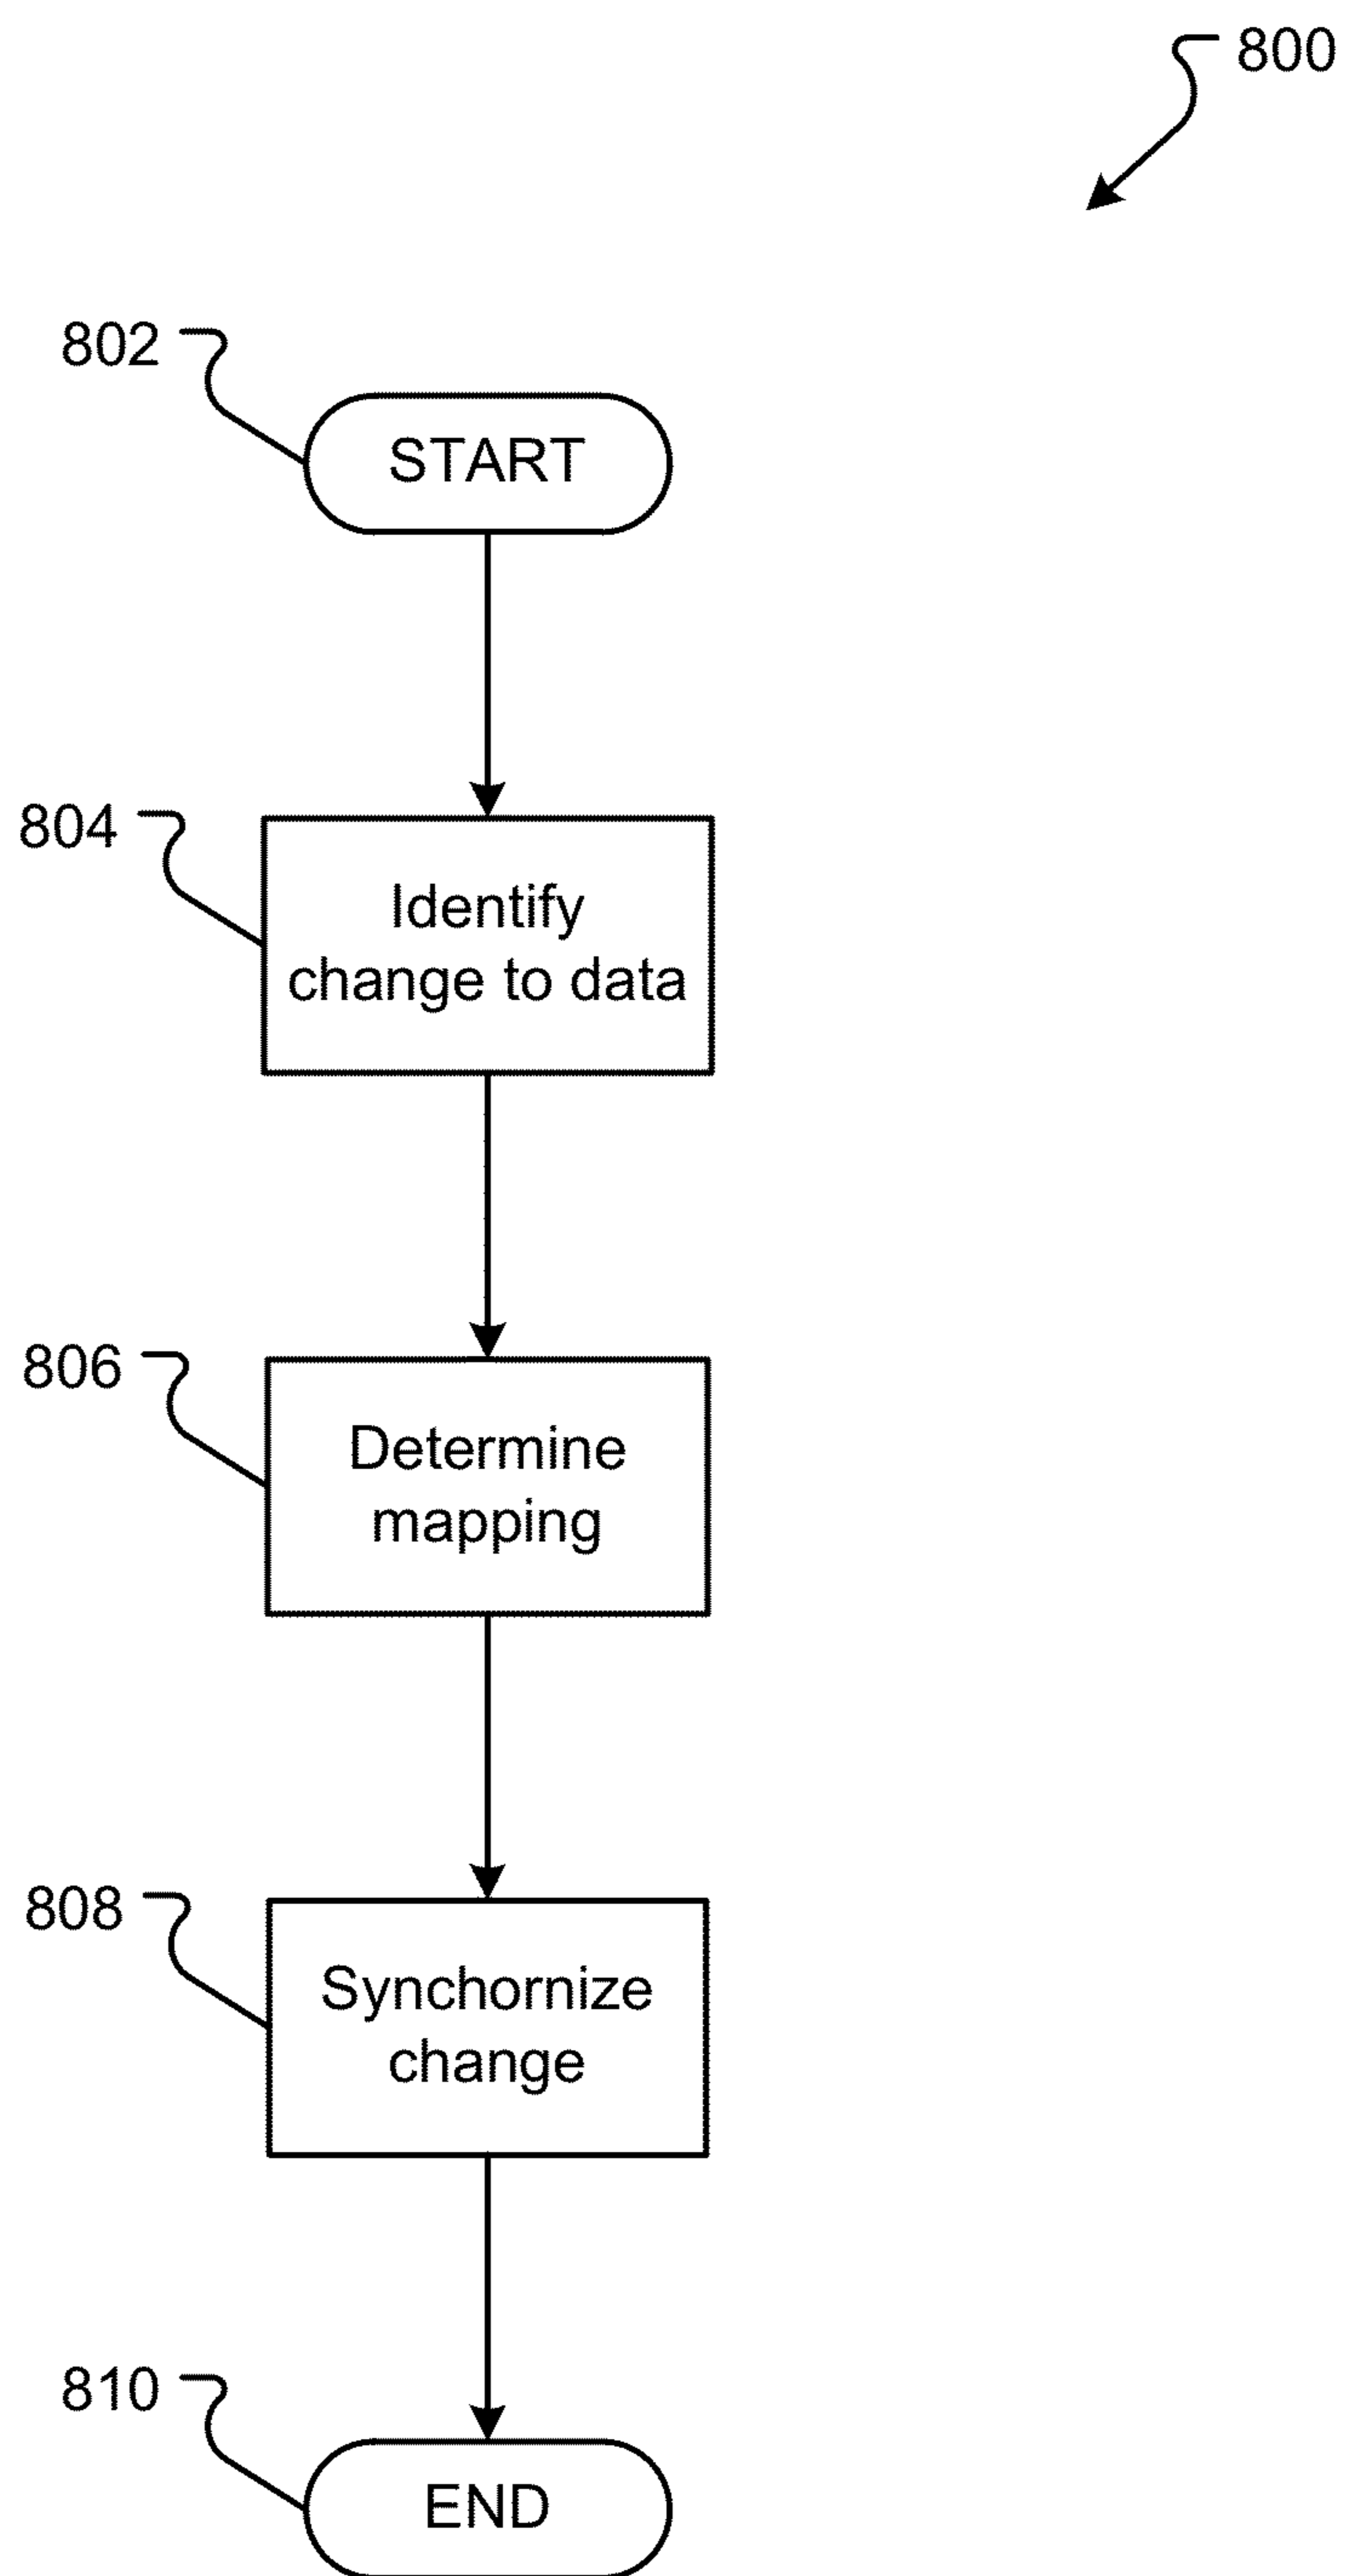 800
802
START
804
Identify
change to data
806
Determine
mapping
808
Synchornize
change
810
END